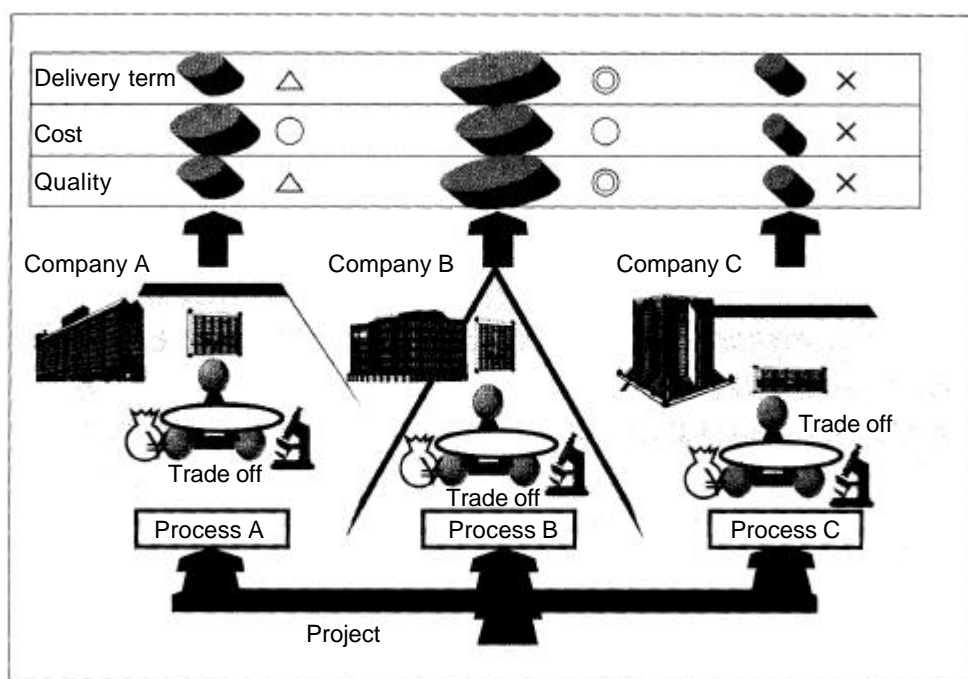 Delivery term
Cost
Quality
Company A
Company B
Company C
Trade off
Trade off
Trade off
Process A
Process B
Process C
Project